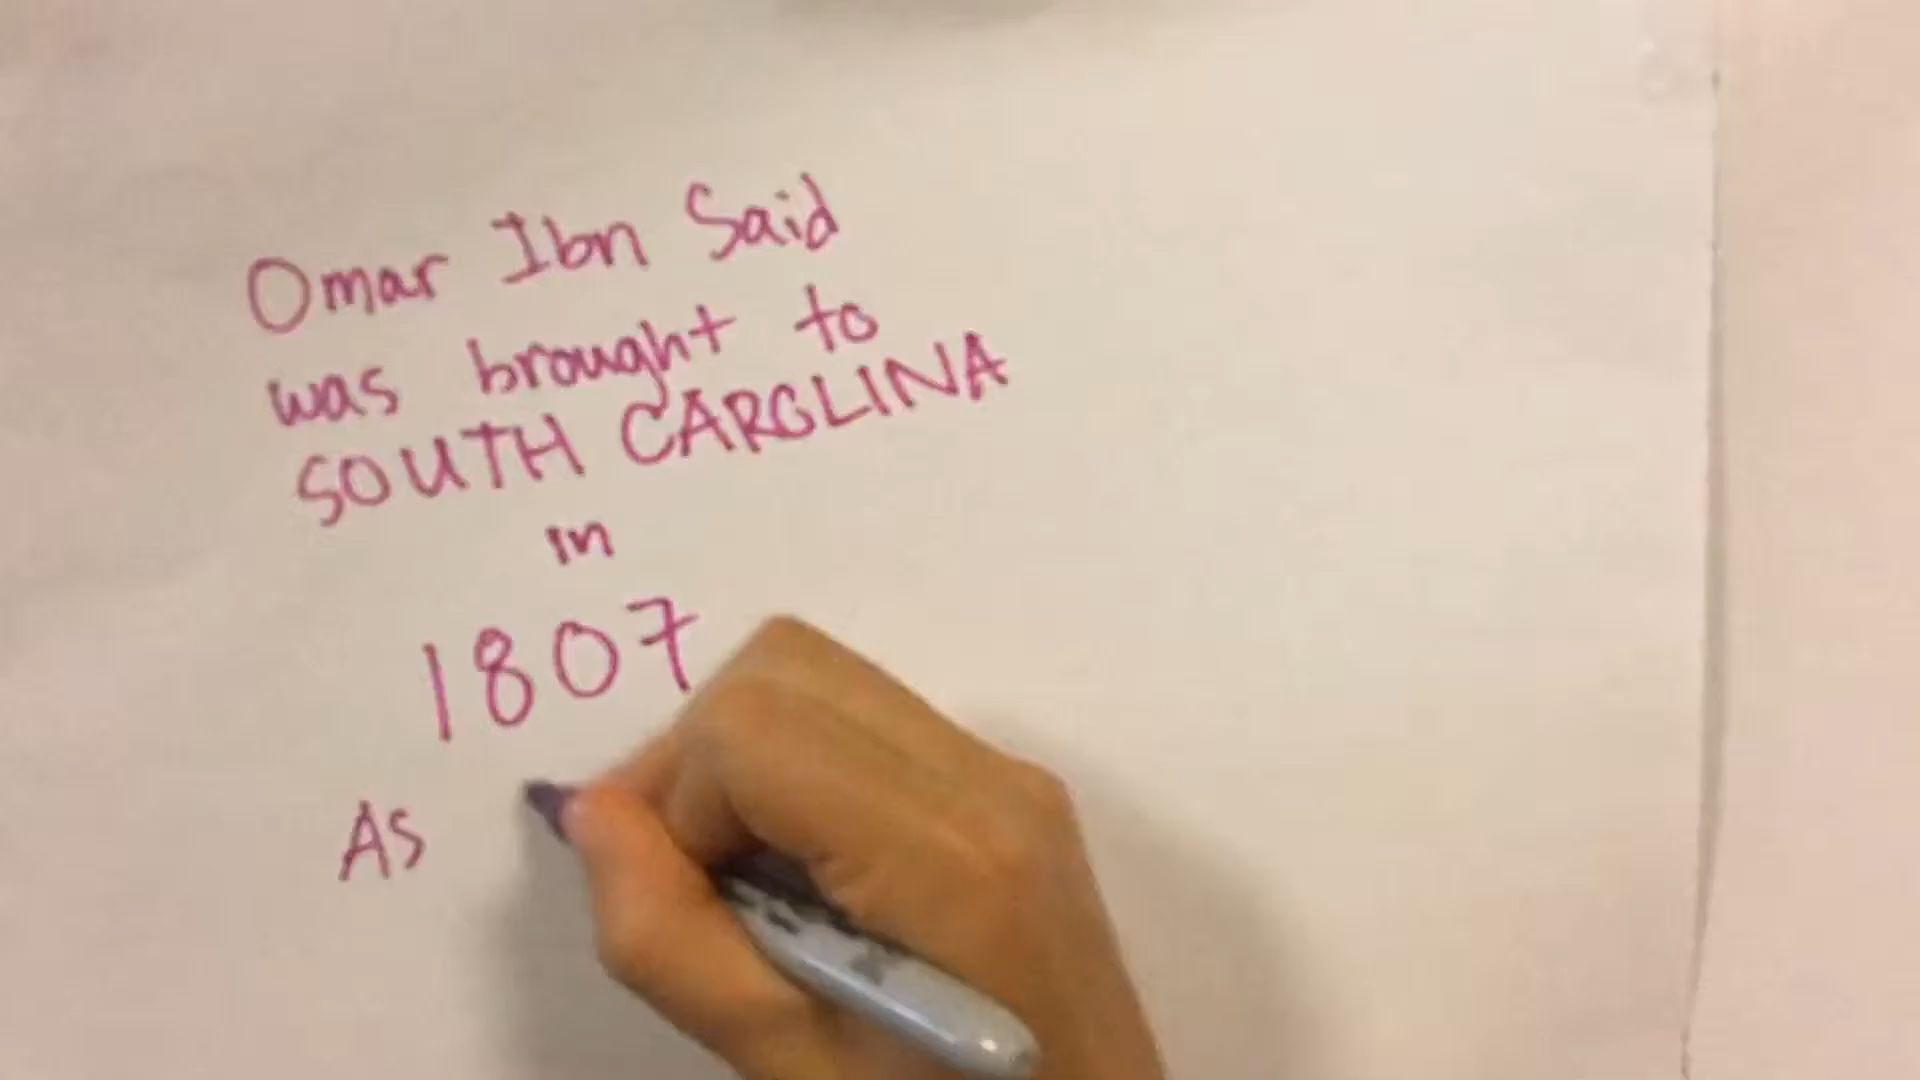 Omar Ibn Said
was brought to
SOUTH CAROLINA
in
1807
As